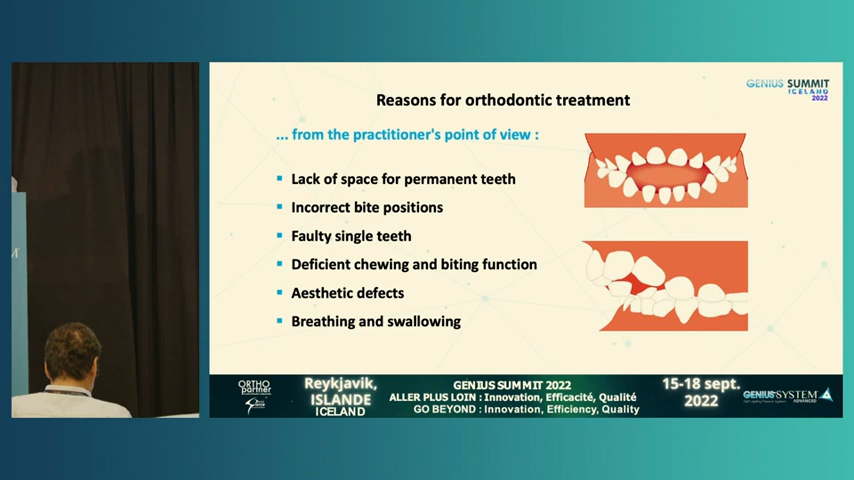 GENIUS SUMMIT
ICELAND
2022
Reasons for orthodontic treatment
... from the practitioner's point of view :
Lack of space for permanent teeth
Incorrect bite positions
Faulty single teeth
Deficient chewing and biting function
Aesthetic defects
Breathing and swallowing
ORTHO
partner
Reykjavik,
ISLANDE
ICELAND
GENIUS SUMMIT 2022
ALLER PLUS LOIN : Innovation, Efficacité, Qualité
GO BEYOND : Innovation, Efficiency, Quality
15-18 sept.
2022
GENIUS SYSTEM
ADVANCED